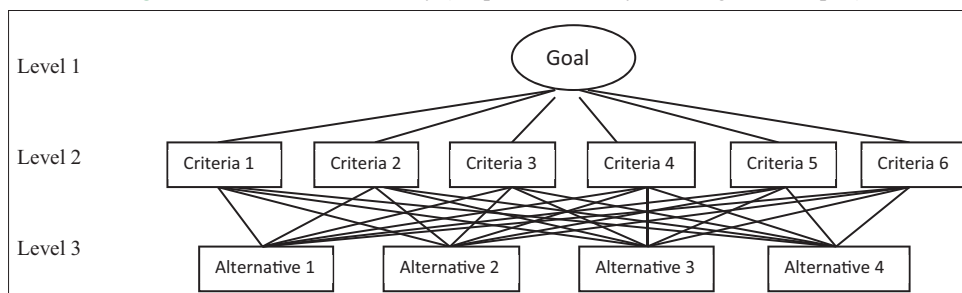 Level 1
Goal
Level 2
Criteria 1 Criteria 2 Criteria 3 Criteria 4 Criteria 5 Criteria 6
Level 3
Alternative 1 Alternative 2 Alternative 3 Alternative 4